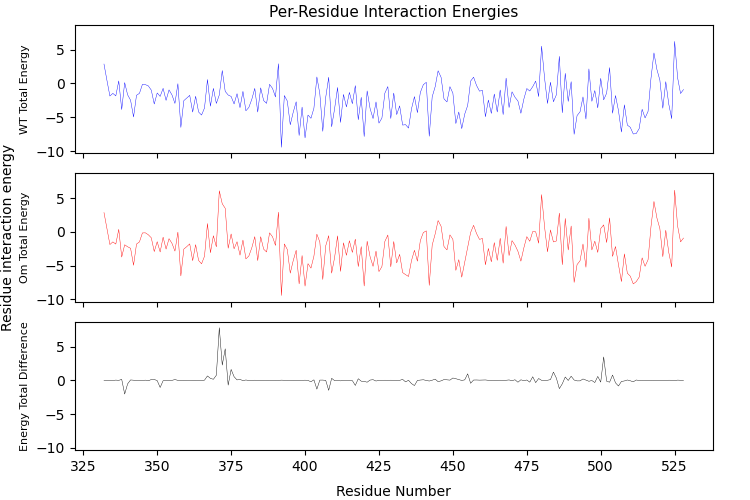 Per-Residue Interaction Energies
Residue interaction energy
WT Total Energy
5
0
−5
−10
Om Total Energy
5
0
−5
−10
Energy Total Difference
5
0
−5
−10
325 350 375 400 425 450 475 500 525
Residue Number